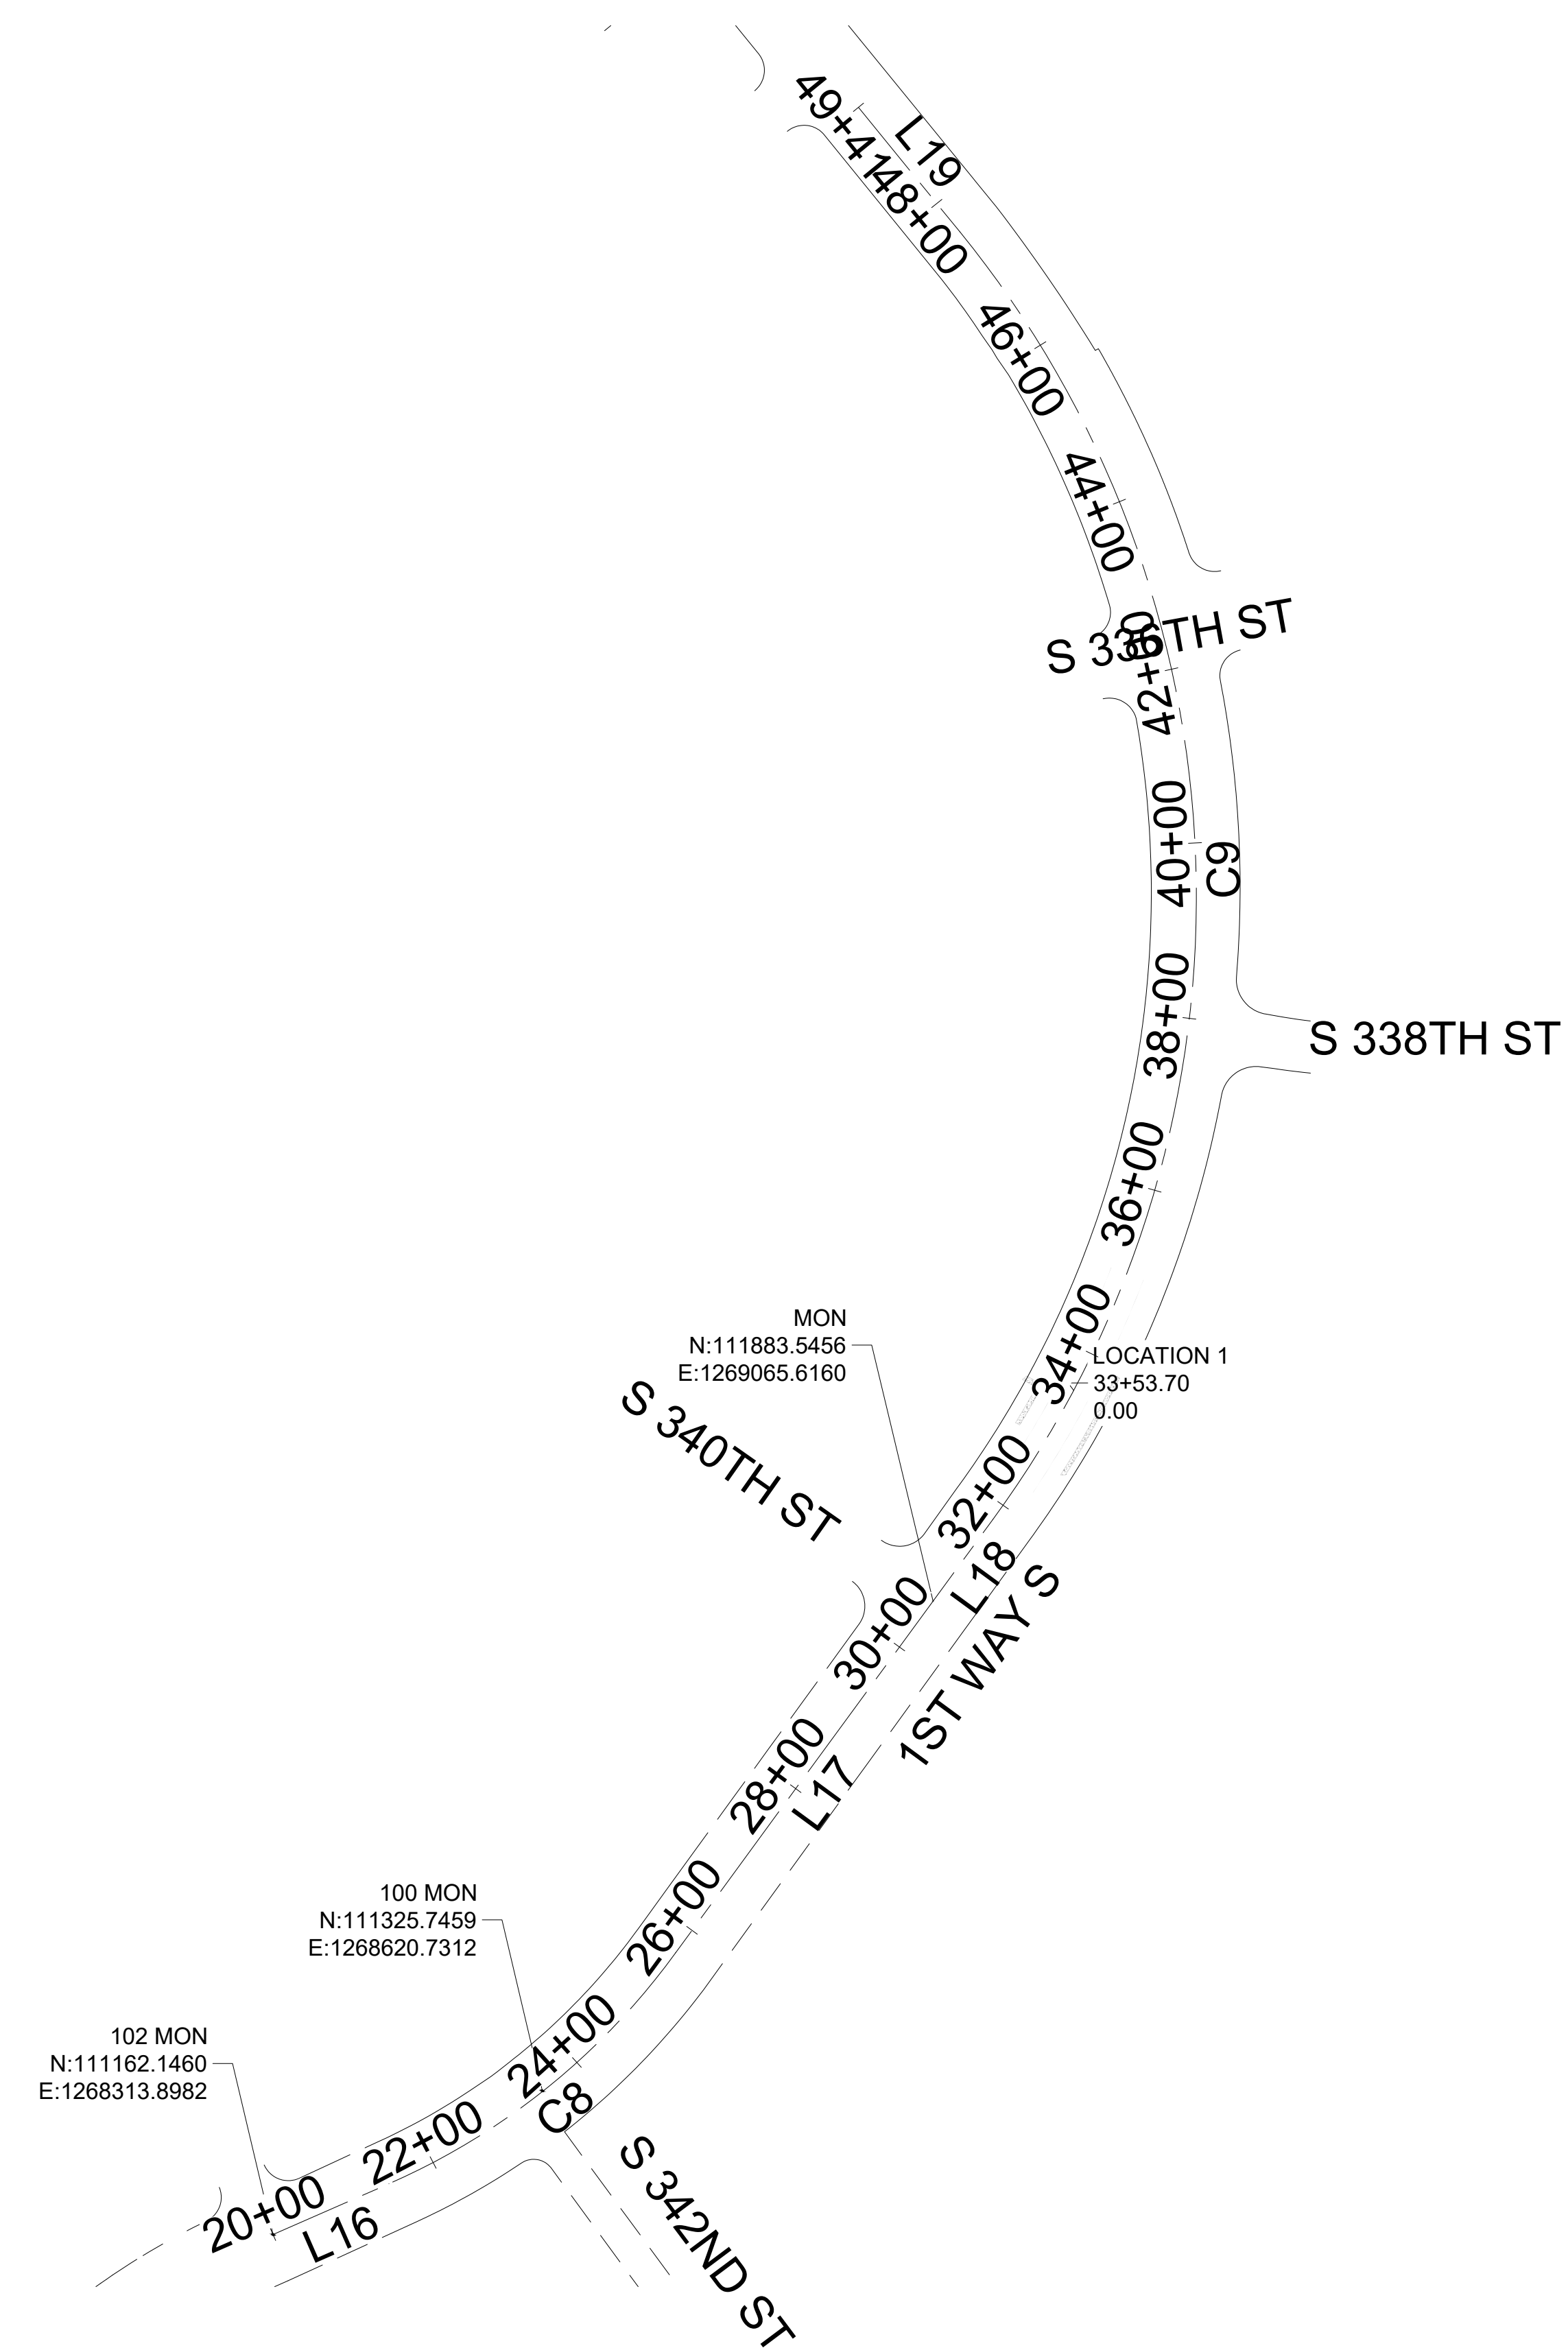 L19
49+41
48+00
46+00
44+00
S 336TH ST
42+00
40+00
C9
38+00
S 338TH ST
36+00
34+00
MON
N:111883.5456
E:1269065.6160
LOCATION 1
33+53.70
0.00
S 340TH ST
32+00
L18
1ST WAY S
30+00
28+00
L17
26+00
100 MON
N:111325.7459
E:1268620.7312
24+00
C8
102 MON
N:111162.1460
E:1268313.8982
22+00
20+00
L16
S 342ND ST